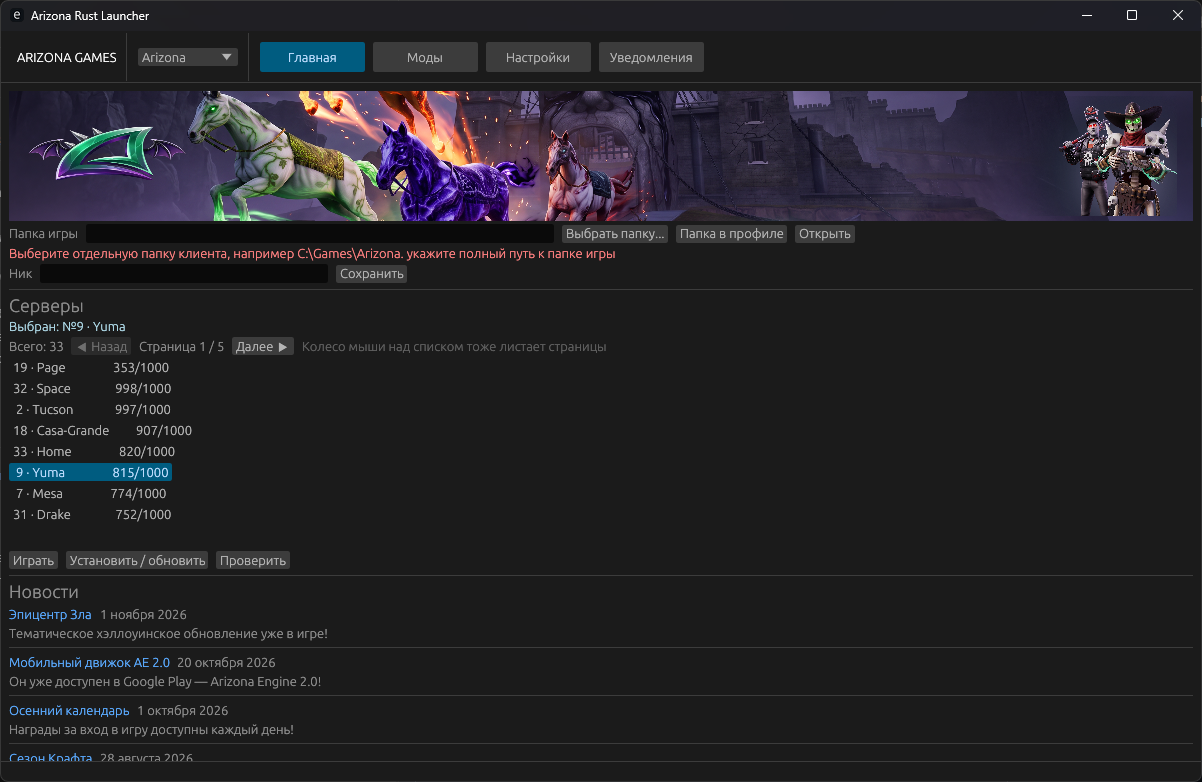 e Arizona Rust Launcher
ARIZONA GAMES Arizona Главная Моды Настройки Уведомления
Папка игры Выбрать папку... Папка в профиле Открыть
Выберите отдельную папку клиента, например C:\Games\Arizona. укажите полный путь к папке игры
Ник Сохранить
Серверы
Выбран: №9 · Yuma
Всего: 33 ◀ Назад Страница 1 / 5 Далее ▶ Колесо мыши над списком тоже листает страницы
19 · Page 353/1000
32 · Space 998/1000
2 · Tucson 997/1000
18 · Casa-Grande 907/1000
33 · Home 820/1000
9 · Yuma 815/1000
7 · Mesa 774/1000
31 · Drake 752/1000
Играть Установить / обновить Проверить
Новости
Эпицентр Зла 1 ноября 2026
Тематическое хэллоуинское обновление уже в игре!
Мобильный движок AE 2.0 20 октября 2026
Он уже доступен в Google Play — Arizona Engine 2.0!
Осенний календарь 1 октября 2026
Награды за вход в игру доступны каждый день!
Сезон Крафта 28 августа 2026